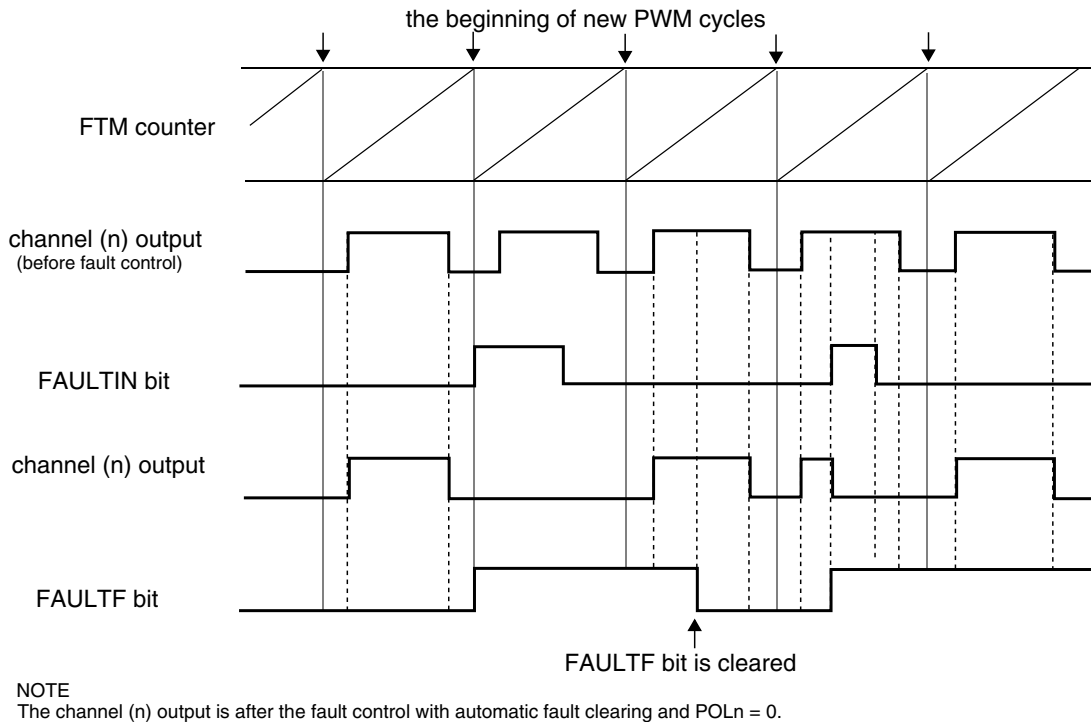 the beginning of new PWM cycles
FTM counter
channel (n) output
(before fault control)
FAULTIN bit
channel (n) output
FAULTF bit
FAULTF bit is cleared
NOTE
The channel (n) output is after the fault control with automatic fault clearing and POLn = 0.